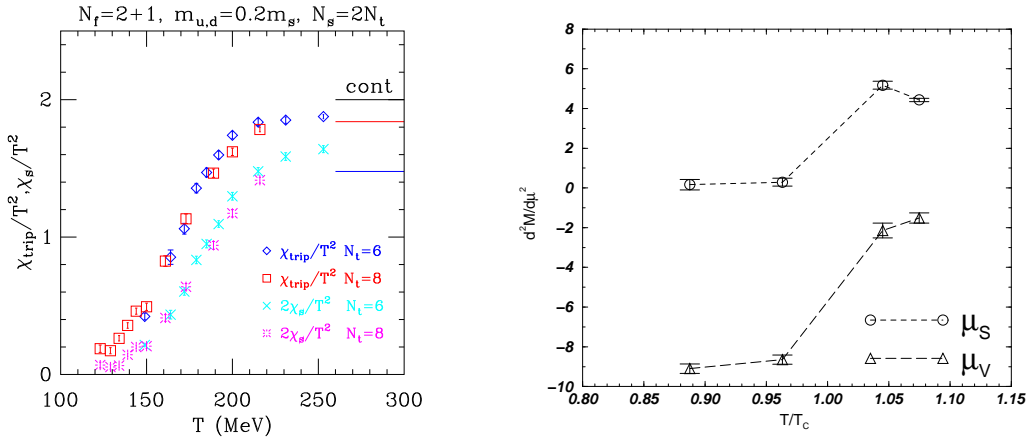 N_f=2+1, m_{u,d}=0.2m_s, N_s=2N_t
χ_trip/T², χ_s/T²
2
1
0
cont
χ_trip/T² N_t=6
χ_trip/T² N_t=8
2χ_s/T² N_t=6
2χ_s/T² N_t=8
100 150 200 250 300
T (MeV)
d²M/dμ²
8
6
4
2
0
−2
−4
−6
−8
−10
μ_S
μ_V
0.80 0.85 0.90 0.95 1.00 1.05 1.10 1.15
T/T_C